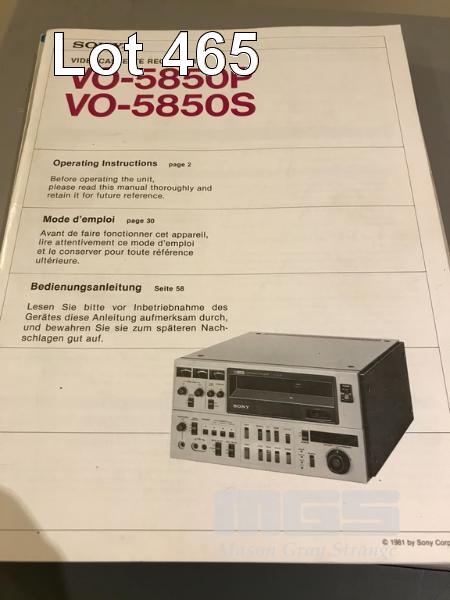 Lot 465
SONY
VIDEOCASSETTE RECORDER
VO-5850P
VO-5850S
Operating Instructions page 2
Before operating the unit,
please read this manual thoroughly and
retain it for future reference.
Mode d'emploi page 30
Avant de faire fonctionner cet appareil,
lire attentivement ce mode d'emploi
et le conserver pour toute référence
ultérieure.
Bedienungsanleitung Seite 58
Lesen Sie bitte vor Inbetriebnahme des
Gerätes diese Anleitung aufmerksam durch,
und bewahren Sie sie zum späteren Nach-
schlagen gut auf.
SONY
MGS
Mason Gray Strange
© 1981 by Sony Corp